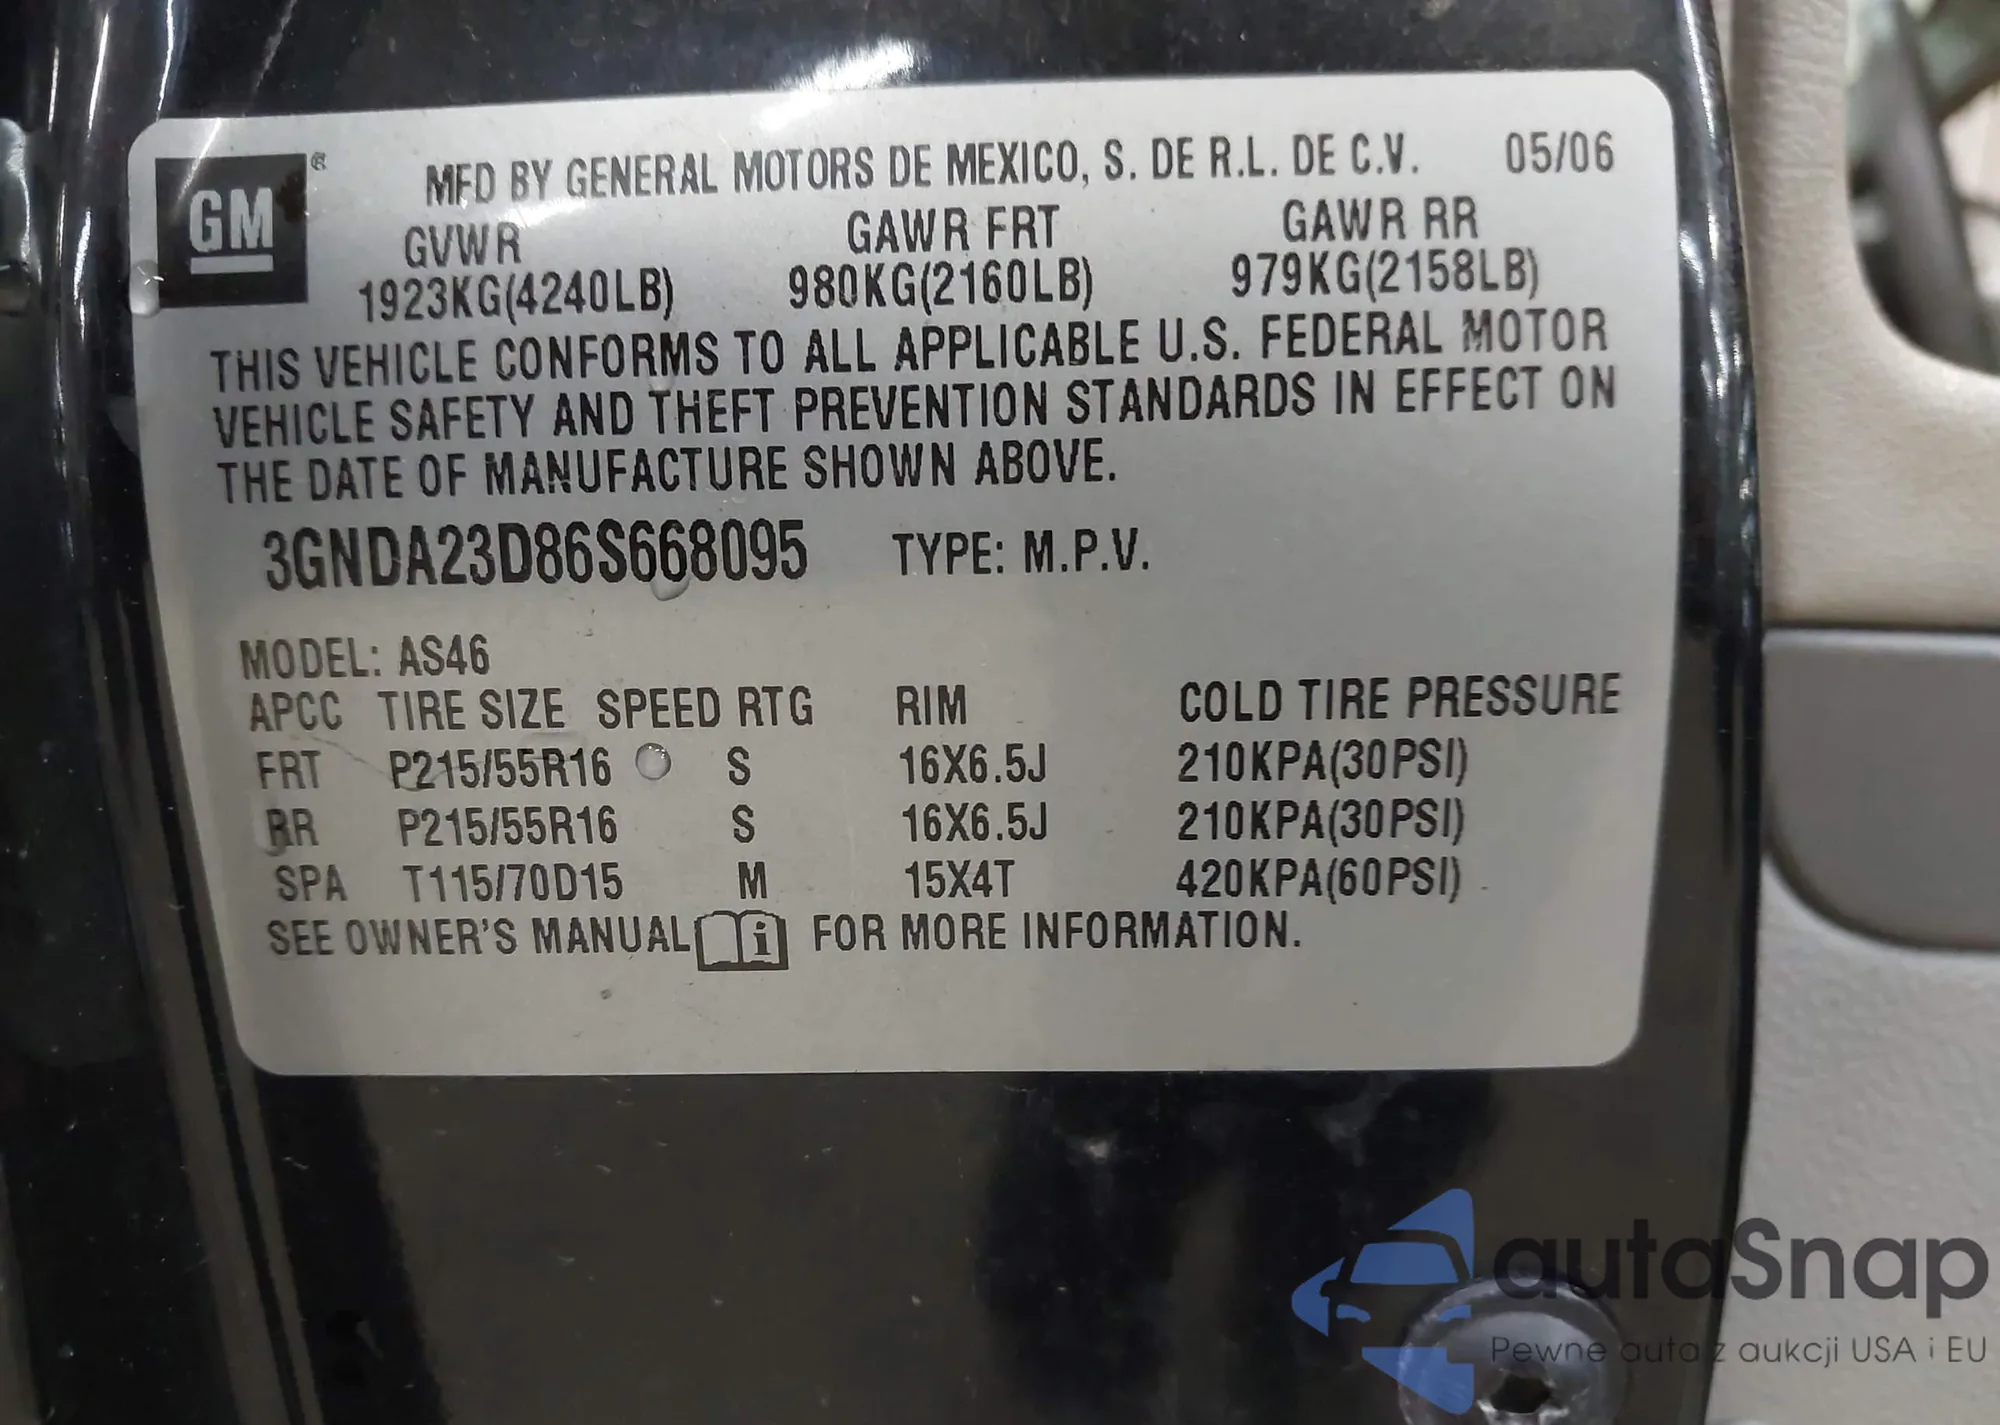 GM ® MFD BY GENERAL MOTORS DE MEXICO, S. DE R.L. DE C.V. 05/06
GVWR GAWR FRT GAWR RR
1923KG(4240LB) 980KG(2160LB) 979KG(2158LB)
THIS VEHICLE CONFORMS TO ALL APPLICABLE U.S. FEDERAL MOTOR
VEHICLE SAFETY AND THEFT PREVENTION STANDARDS IN EFFECT ON
THE DATE OF MANUFACTURE SHOWN ABOVE.
3GNDA23D86S668095 TYPE: M.P.V.
MODEL: AS46
APCC TIRE SIZE SPEED RTG RIM COLD TIRE PRESSURE
FRT P215/55R16 S 16X6.5J 210KPA(30PSI)
RR P215/55R16 S 16X6.5J 210KPA(30PSI)
SPA T115/70D15 M 15X4T 420KPA(60PSI)
SEE OWNER'S MANUAL i FOR MORE INFORMATION.
autaSnap
Pewne auta z aukcji USA i EU